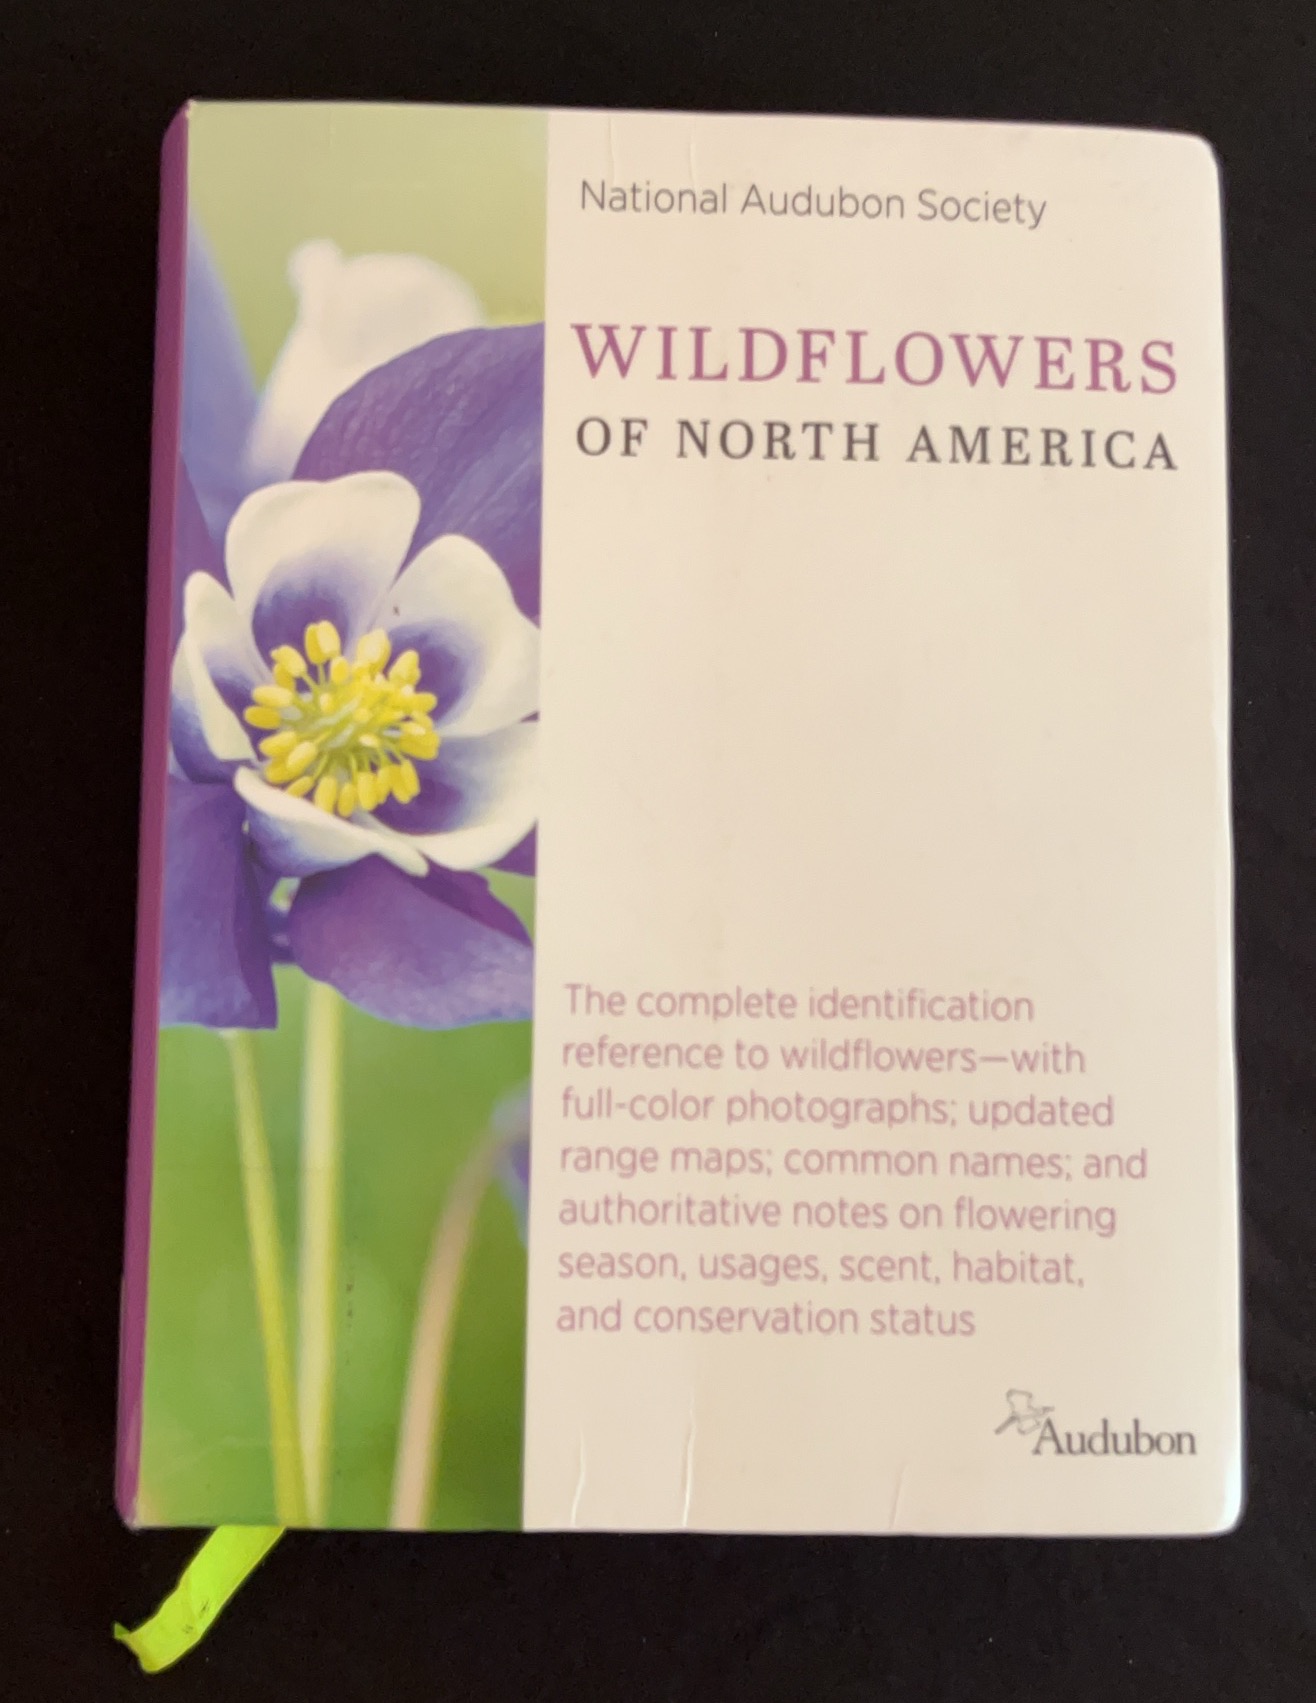 National Audubon Society
WILDFLOWERS
OF NORTH AMERICA
The complete identification
reference to wildflowers—with
full-color photographs; updated
range maps; common names; and
authoritative notes on flowering
season, usages, scent, habitat,
and conservation status
Audubon